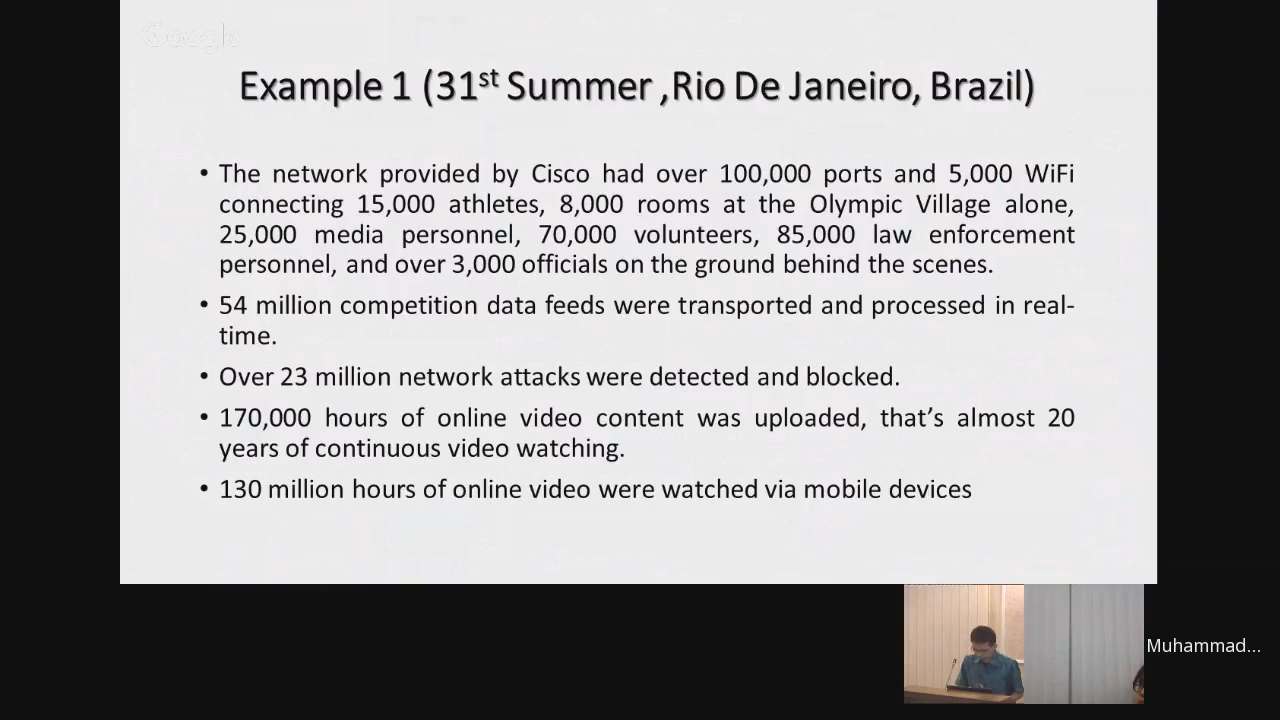 Google
Example 1 (31st Summer ,Rio De Janeiro, Brazil)
• The network provided by Cisco had over 100,000 ports and 5,000 WiFi
connecting 15,000 athletes, 8,000 rooms at the Olympic Village alone,
25,000 media personnel, 70,000 volunteers, 85,000 law enforcement
personnel, and over 3,000 officials on the ground behind the scenes.
• 54 million competition data feeds were transported and processed in real-
time.
• Over 23 million network attacks were detected and blocked.
• 170,000 hours of online video content was uploaded, that’s almost 20
years of continuous video watching.
• 130 million hours of online video were watched via mobile devices
Muhammad...